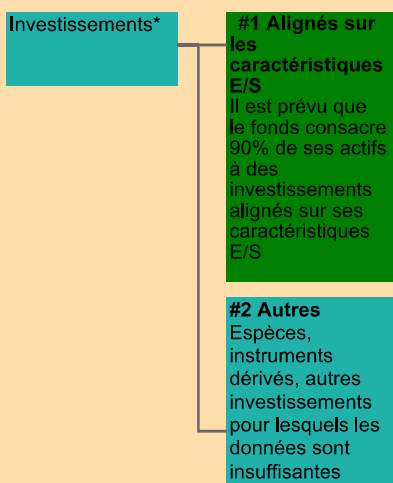 Investissements*
#1 Alignés sur
les
caractéristiques
E/S
Il est prévu que
le fonds consacre
90% de ses actifs
à des
investissements
alignés sur ses
caractéristiques
E/S
#2 Autres
Espèces,
instruments
dérivés, autres
investissements
pour lesquels les
données sont
insuffisantes